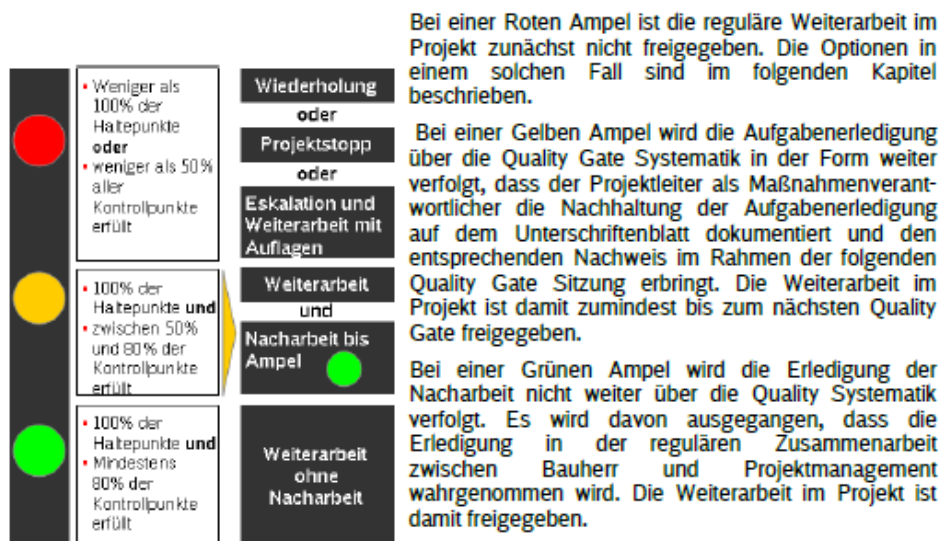 • Weniger als
100% der
Haltepunkte
oder
• weniger als 50%
aller
Kontrollpunkte
erfüllt
Wiederholung
oder
Projektstopp
oder
Eskalation und
Weiterarbeit mit
Auflagen
• 100% der
Haltepunkte und
• zwischen 50%
und 80% der
Kontrollpunkte
erfüllt
Weiterarbeit
und
Nacharbeit bis
Ampel
• 100% der
Haltepunkte und
• Mindestens
80% der
Kontrollpunkte
erfüllt
Weiterarbeit
ohne
Nacharbeit
Bei einer Roten Ampel ist die reguläre Weiterarbeit im
Projekt zunächst nicht freigegeben. Die Optionen in
einem solchen Fall sind im folgenden Kapitel
beschrieben.
Bei einer Gelben Ampel wird die Aufgabenerledigung
über die Quality Gate Systematik in der Form weiter
verfolgt, dass der Projektleiter als Maßnahmenverant-
wortlicher die Nachhaltung der Aufgabenerledigung
auf dem Unterschriftenblatt dokumentiert und den
entsprechenden Nachweis im Rahmen der folgenden
Quality Gate Sitzung erbringt. Die Weiterarbeit im
Projekt ist damit zumindest bis zum nächsten Quality
Gate freigegeben.
Bei einer Grünen Ampel wird die Erledigung der
Nacharbeit nicht weiter über die Quality Systematik
verfolgt. Es wird davon ausgegangen, dass die
Erledigung in der regulären Zusammenarbeit
zwischen Bauherr und Projektmanagement
wahrgenommen wird. Die Weiterarbeit im Projekt ist
damit freigegeben.